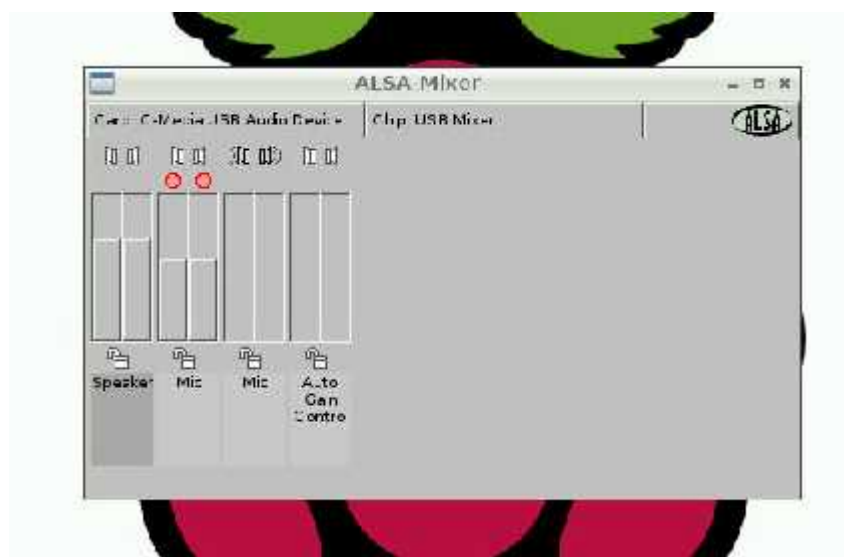 ALSA Mixer
Card: C-Media USB Audio Device
Chip: USB Mixer
ALSA
Speaker
Mic
Mic
Auto
Gain
Control